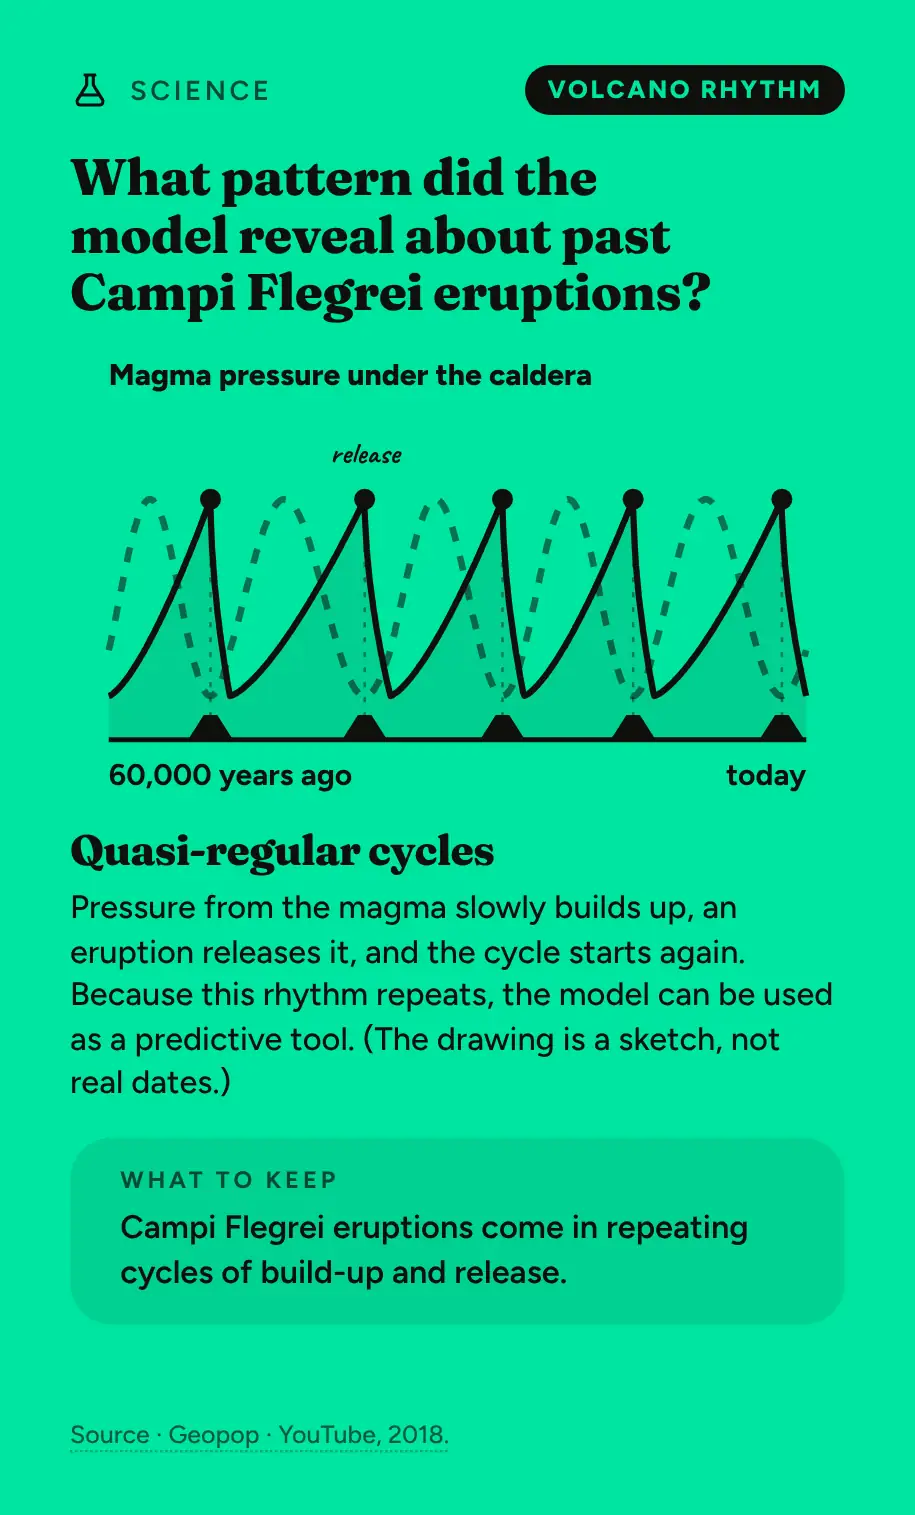 SCIENCE
VOLCANO RHYTHM
What pattern did the
model reveal about past
Campi Flegrei eruptions?
Magma pressure under the caldera
release
60,000 years ago
today
Quasi-regular cycles
Pressure from the magma slowly builds up, an
eruption releases it, and the cycle starts again.
Because this rhythm repeats, the model can be used
as a predictive tool. (The drawing is a sketch, not
real dates.)
WHAT TO KEEP
Campi Flegrei eruptions come in repeating
cycles of build-up and release.
Source · Geopop · YouTube, 2018.